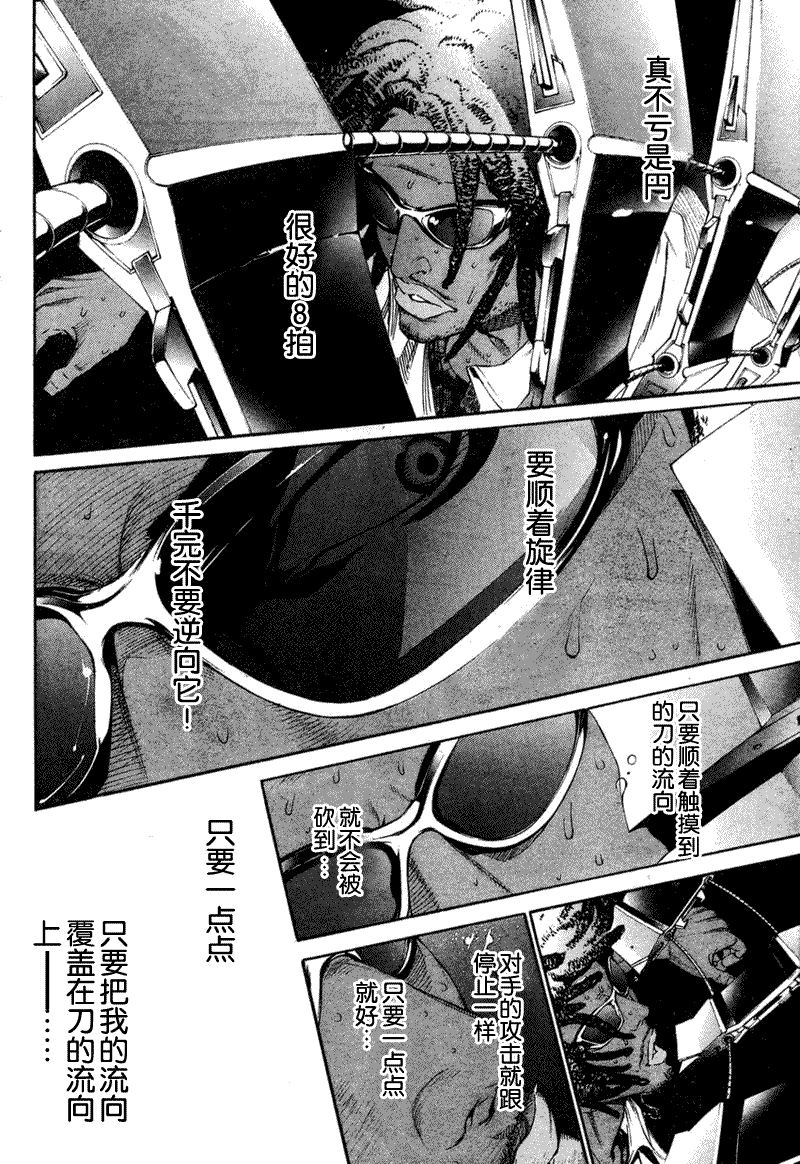 真不亏是円
很好的8拍
要顺着旋律
千完不要逆向它！
只要顺着触摸到
的刀的流向
就不会被
砍到…
对手的攻击就跟
停止一样
只要一点点
就好…
只要一点点
只要把我的流向
覆盖在刀的流向
上——……